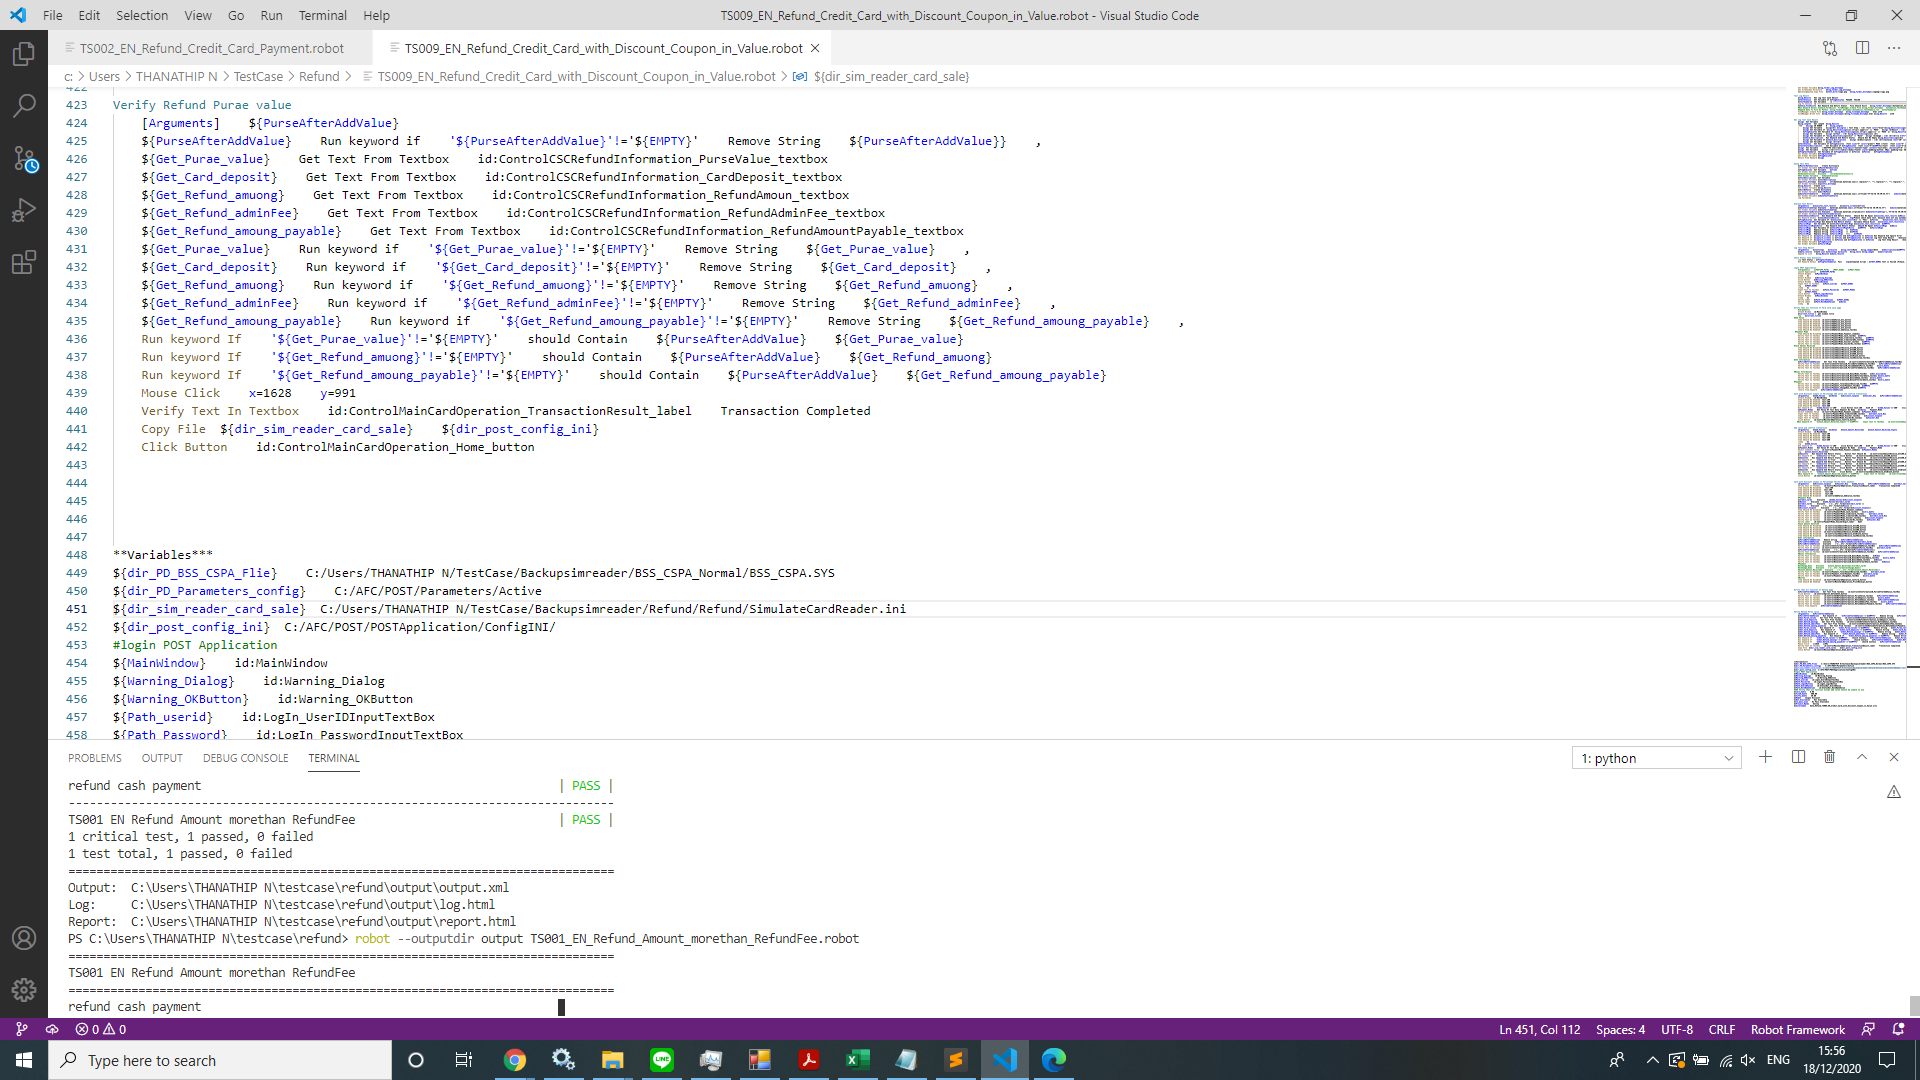 File Edit Selection View Go Run Terminal Help
TS009_EN_Refund_Credit_Card_with_Discount_Coupon_in_Value.robot - Visual Studio Code
TS002_EN_Refund_Credit_Card_Payment.robot
TS009_EN_Refund_Credit_Card_with_Discount_Coupon_in_Value.robot
c: > Users > THANATHIP N > TestCase > Refund > TS009_EN_Refund_Credit_Card_with_Discount_Coupon_in_Value.robot > ${dir_sim_reader_card_sale}
422
423 Verify Refund Purae value
424 [Arguments] ${PurseAfterAddValue}
425 ${PurseAfterAddValue} Run keyword if '${PurseAfterAddValue}'!='${EMPTY}' Remove String ${PurseAfterAddValue}} ,
426 ${Get_Purae_value} Get Text From Textbox id:ControlCSCRefundInformation_PurseValue_textbox
427 ${Get_Card_deposit} Get Text From Textbox id:ControlCSCRefundInformation_CardDeposit_textbox
428 ${Get_Refund_amuong} Get Text From Textbox id:ControlCSCRefundInformation_RefundAmoun_textbox
429 ${Get_Refund_adminFee} Get Text From Textbox id:ControlCSCRefundInformation_RefundAdminFee_textbox
430 ${Get_Refund_amoung_payable} Get Text From Textbox id:ControlCSCRefundInformation_RefundAmountPayable_textbox
431 ${Get_Purae_value} Run keyword if '${Get_Purae_value}'!='${EMPTY}' Remove String ${Get_Purae_value} ,
432 ${Get_Card_deposit} Run keyword if '${Get_Card_deposit}'!='${EMPTY}' Remove String ${Get_Card_deposit} ,
433 ${Get_Refund_amuong} Run keyword if '${Get_Refund_amuong}'!='${EMPTY}' Remove String ${Get_Refund_amuong} ,
434 ${Get_Refund_adminFee} Run keyword if '${Get_Refund_adminFee}'!='${EMPTY}' Remove String ${Get_Refund_adminFee} ,
435 ${Get_Refund_amoung_payable} Run keyword if '${Get_Refund_amoung_payable}'!='${EMPTY}' Remove String ${Get_Refund_amoung_payable} ,
436 Run keyword If '${Get_Purae_value}'!='${EMPTY}' should Contain ${PurseAfterAddValue} ${Get_Purae_value}
437 Run keyword If '${Get_Refund_amuong}'!='${EMPTY}' should Contain ${PurseAfterAddValue} ${Get_Refund_amuong}
438 Run keyword If '${Get_Refund_amoung_payable}'!='${EMPTY}' should Contain ${PurseAfterAddValue} ${Get_Refund_amoung_payable}
439 Mouse Click x=1628 y=991
440 Verify Text In Textbox id:ControlMainCardOperation_TransactionResult_label Transaction Completed
441 Copy File ${dir_sim_reader_card_sale} ${dir_post_config_ini}
442 Click Button id:ControlMainCardOperation_Home_button
443
444
445
446
447
448 **Variables***
449 ${dir_PD_BSS_CSPA_Flie} C:/Users/THANATHIP N/TestCase/Backupsimreader/BSS_CSPA_Normal/BSS_CSPA.SYS
450 ${dir_PD_Parameters_config} C:/AFC/POST/Parameters/Active
451 ${dir_sim_reader_card_sale} C:/Users/THANATHIP N/TestCase/Backupsimreader/Refund/Refund/SimulateCardReader.ini
452 ${dir_post_config_ini} C:/AFC/POST/POSTApplication/ConfigINI/
453 #login POST Application
454 ${MainWindow} id:MainWindow
455 ${Warning_Dialog} id:Warning_Dialog
456 ${Warning_OKButton} id:Warning_OKButton
457 ${Path_userid} id:LogIn_UserIDInputTextBox
458 ${Path_Password} id:LogIn_PasswordInputTextBox
PROBLEMS OUTPUT DEBUG CONSOLE TERMINAL
1: python
refund cash payment | PASS |
------------------------------------------------------------------------------
TS001 EN Refund Amount morethan RefundFee | PASS |
1 critical test, 1 passed, 0 failed
1 test total, 1 passed, 0 failed
==============================================================================
Output: C:\Users\THANATHIP N\testcase\refund\output\output.xml
Log: C:\Users\THANATHIP N\testcase\refund\output\log.html
Report: C:\Users\THANATHIP N\testcase\refund\output\report.html
PS C:\Users\THANATHIP N\testcase\refund> robot --outputdir output TS001_EN_Refund_Amount_morethan_RefundFee.robot
==============================================================================
TS001 EN Refund Amount morethan RefundFee
==============================================================================
refund cash payment
0 0
Ln 451, Col 112 Spaces: 4 UTF-8 CRLF Robot Framework
Type here to search
ENG
15:56
18/12/2020